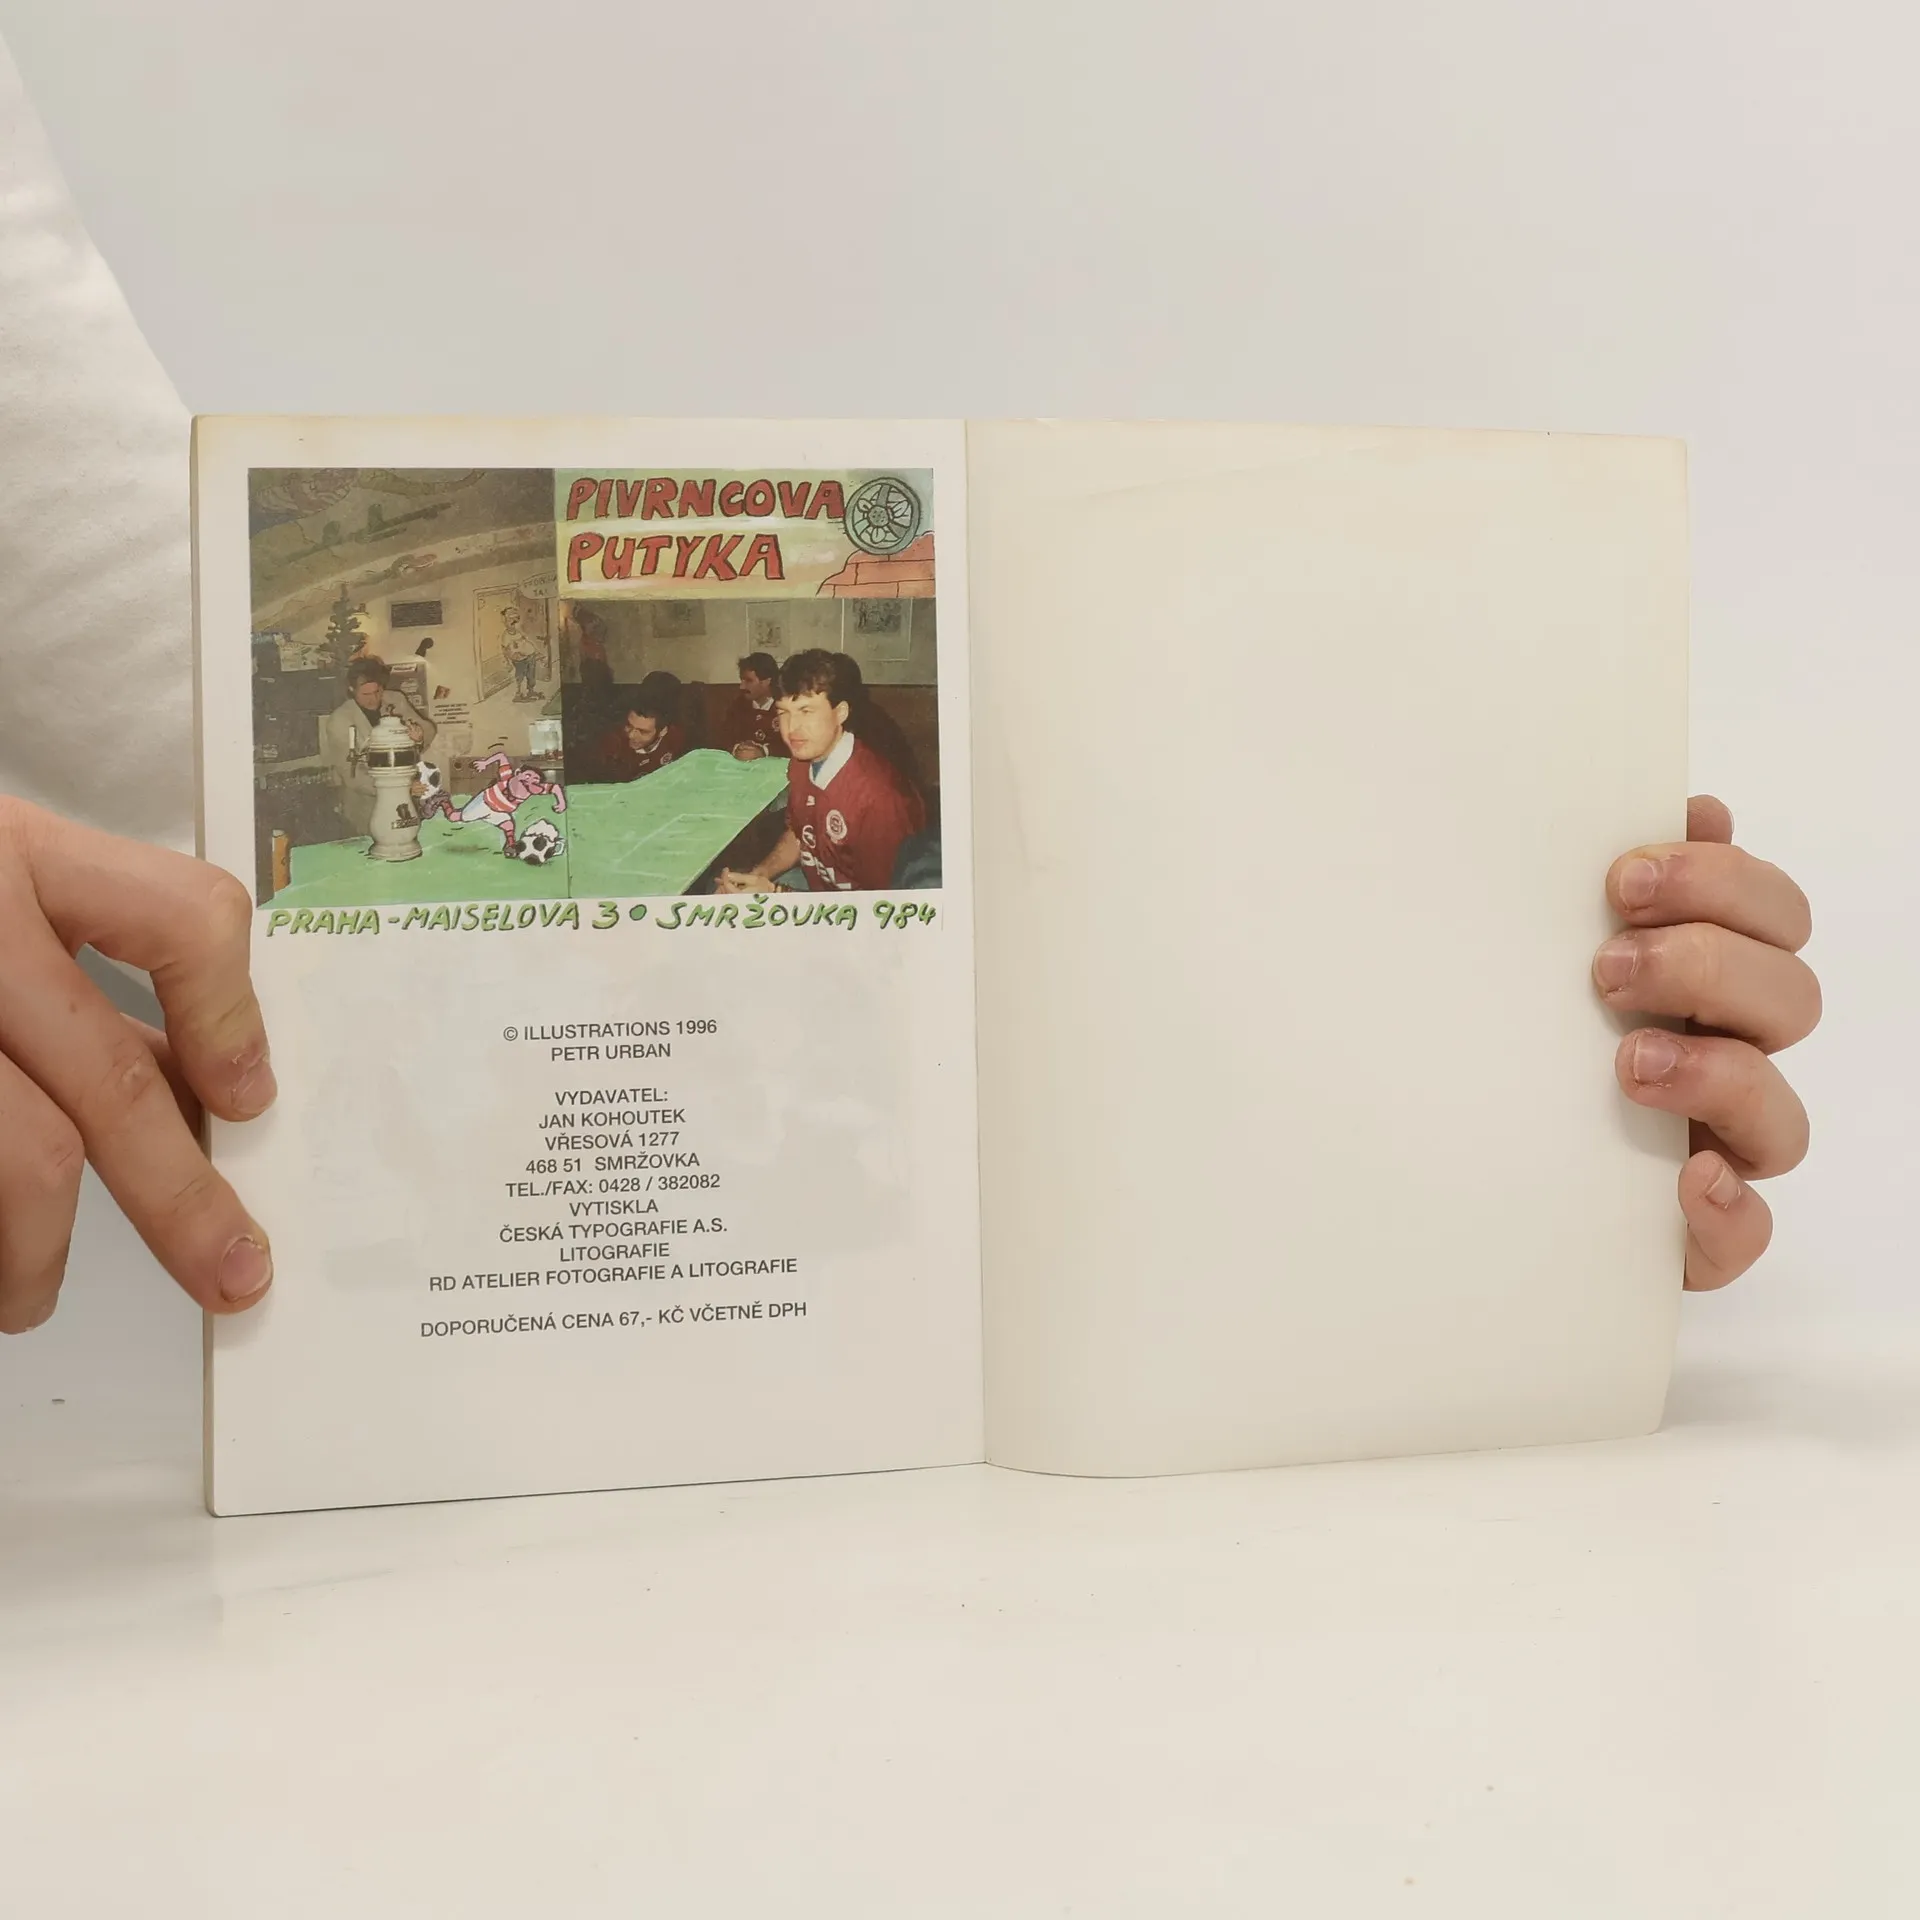 PIVRNCOVA
PUTYKA
PRAHA-MAISELOVA 3 • SMRŽOVKA 984
© ILLUSTRATIONS 1996
PETR URBAN
VYDAVATEL:
JAN KOHOUTEK
VŘESOVÁ 1277
468 51 SMRŽOVKA
TEL./FAX: 0428 / 382082
VYTISKLA
ČESKÁ TYPOGRAFIE A.S.
LITOGRAFIE
RD ATELIER FOTOGRAFIE A LITOGRAFIE
DOPORUČENÁ CENA 67,- KČ VČETNĚ DPH